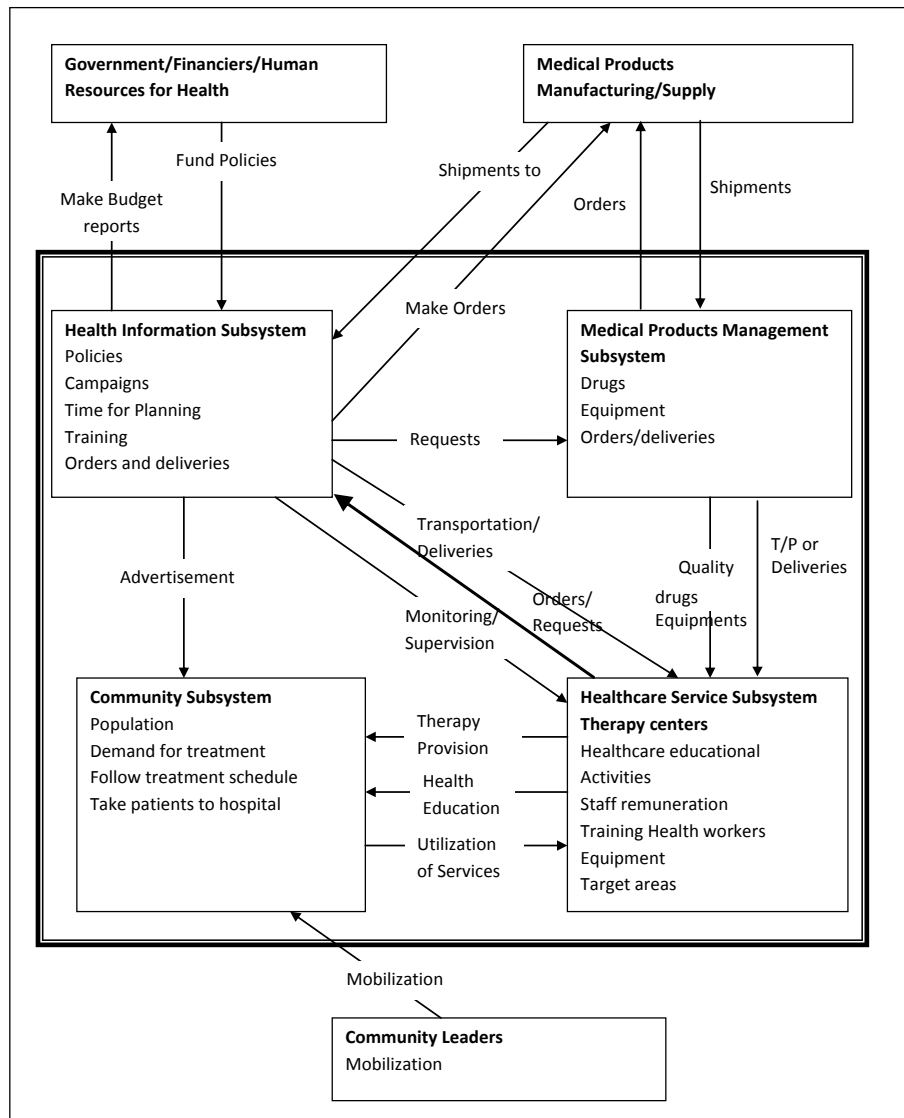 Government/Financiers/Human
Resources for Health
Medical Products
Manufacturing/Supply
Fund Policies
Make Budget
reports
Shipments to
Orders
Shipments
Make Orders
Health Information Subsystem
Policies
Campaigns
Time for Planning
Training
Orders and deliveries
Medical Products Management
Subsystem
Drugs
Equipment
Orders/deliveries
Requests
Transportation/
Deliveries
Advertisement
Monitoring/
Supervision
Orders/
Requests
Quality
drugs
Equipments
T/P or
Deliveries
Community Subsystem
Population
Demand for treatment
Follow treatment schedule
Take patients to hospital
Therapy
Provision
Health
Education
Utilization
of Services
Healthcare Service Subsystem
Therapy centers
Healthcare educational
Activities
Staff remuneration
Training Health workers
Equipment
Target areas
Mobilization
Community Leaders
Mobilization